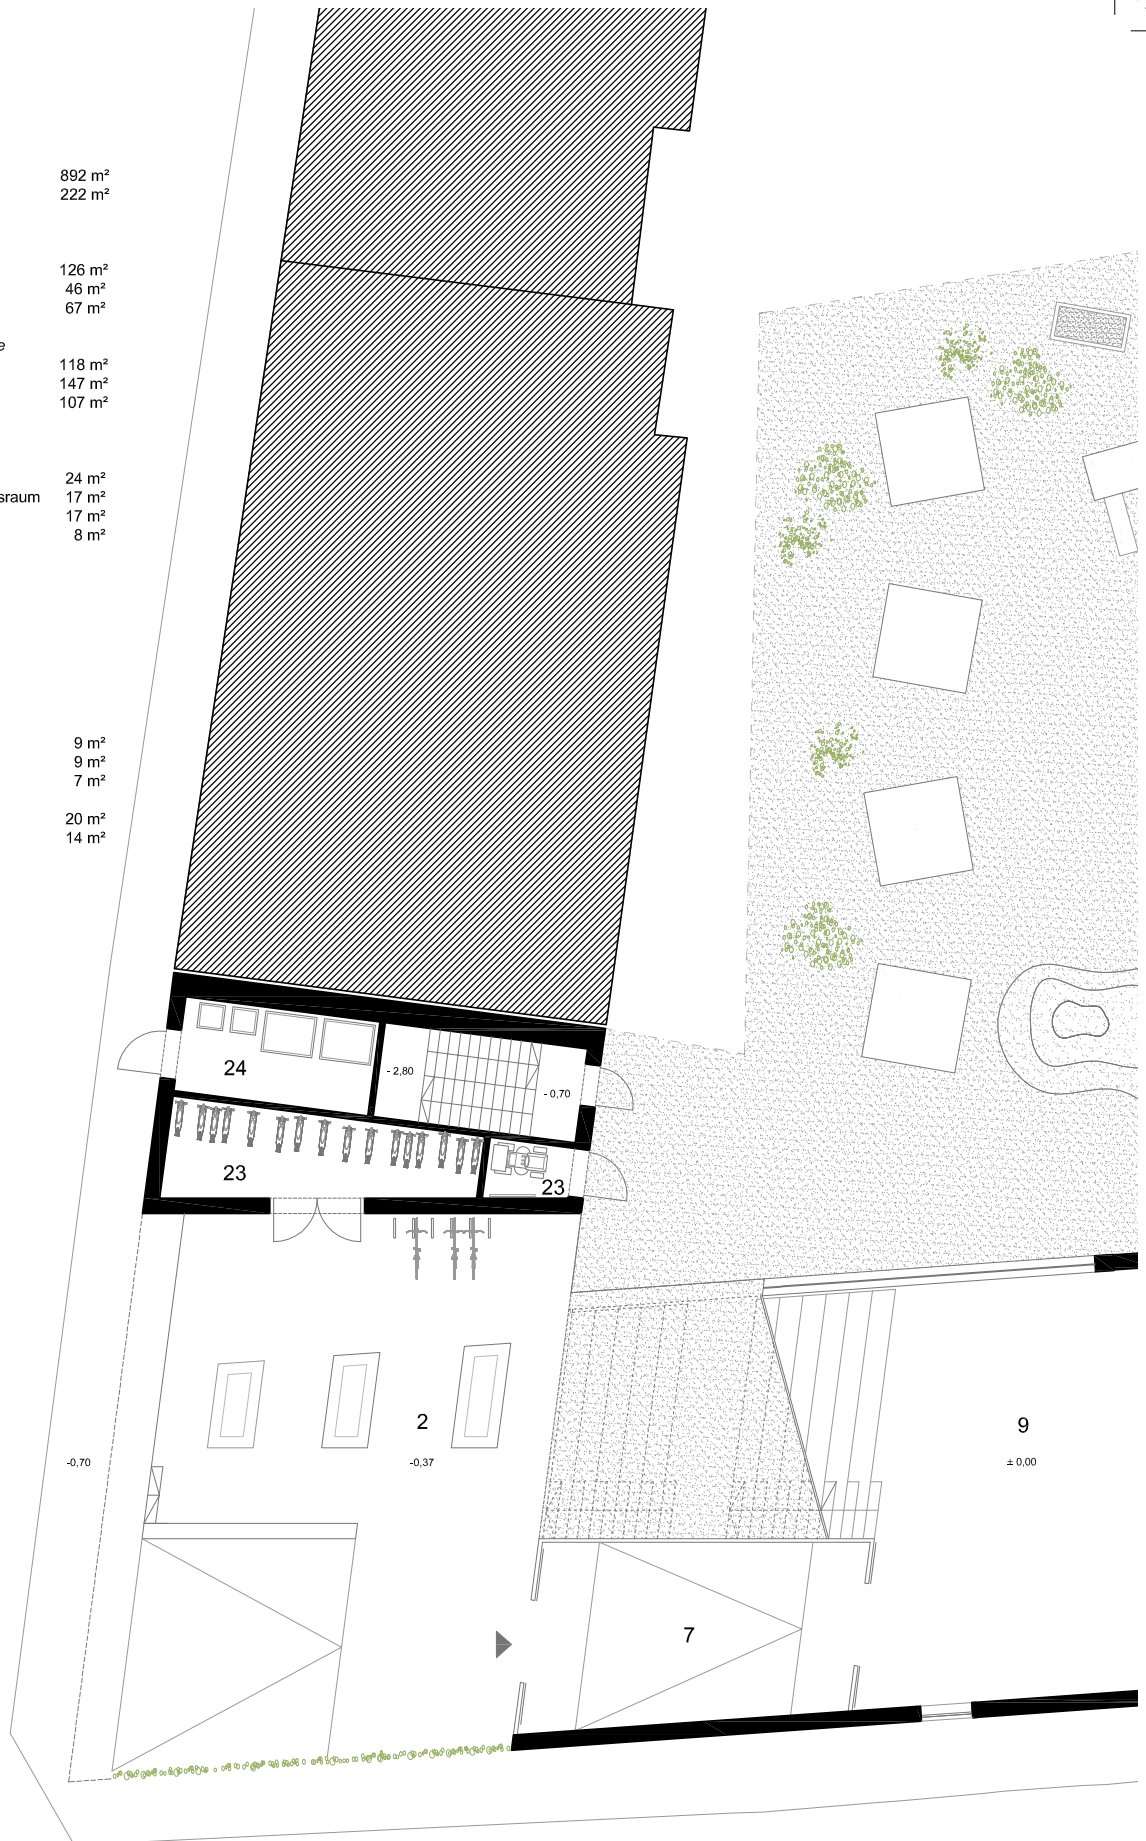 892 m²
222 m²
126 m²
46 m²
67 m²
e
118 m²
147 m²
107 m²
24 m²
sraum 17 m²
17 m²
8 m²
9 m²
9 m²
7 m²
20 m²
14 m²
24
- 2,80
- 0,70
23
23
2
-0,70
-0,37
9
± 0,00
7